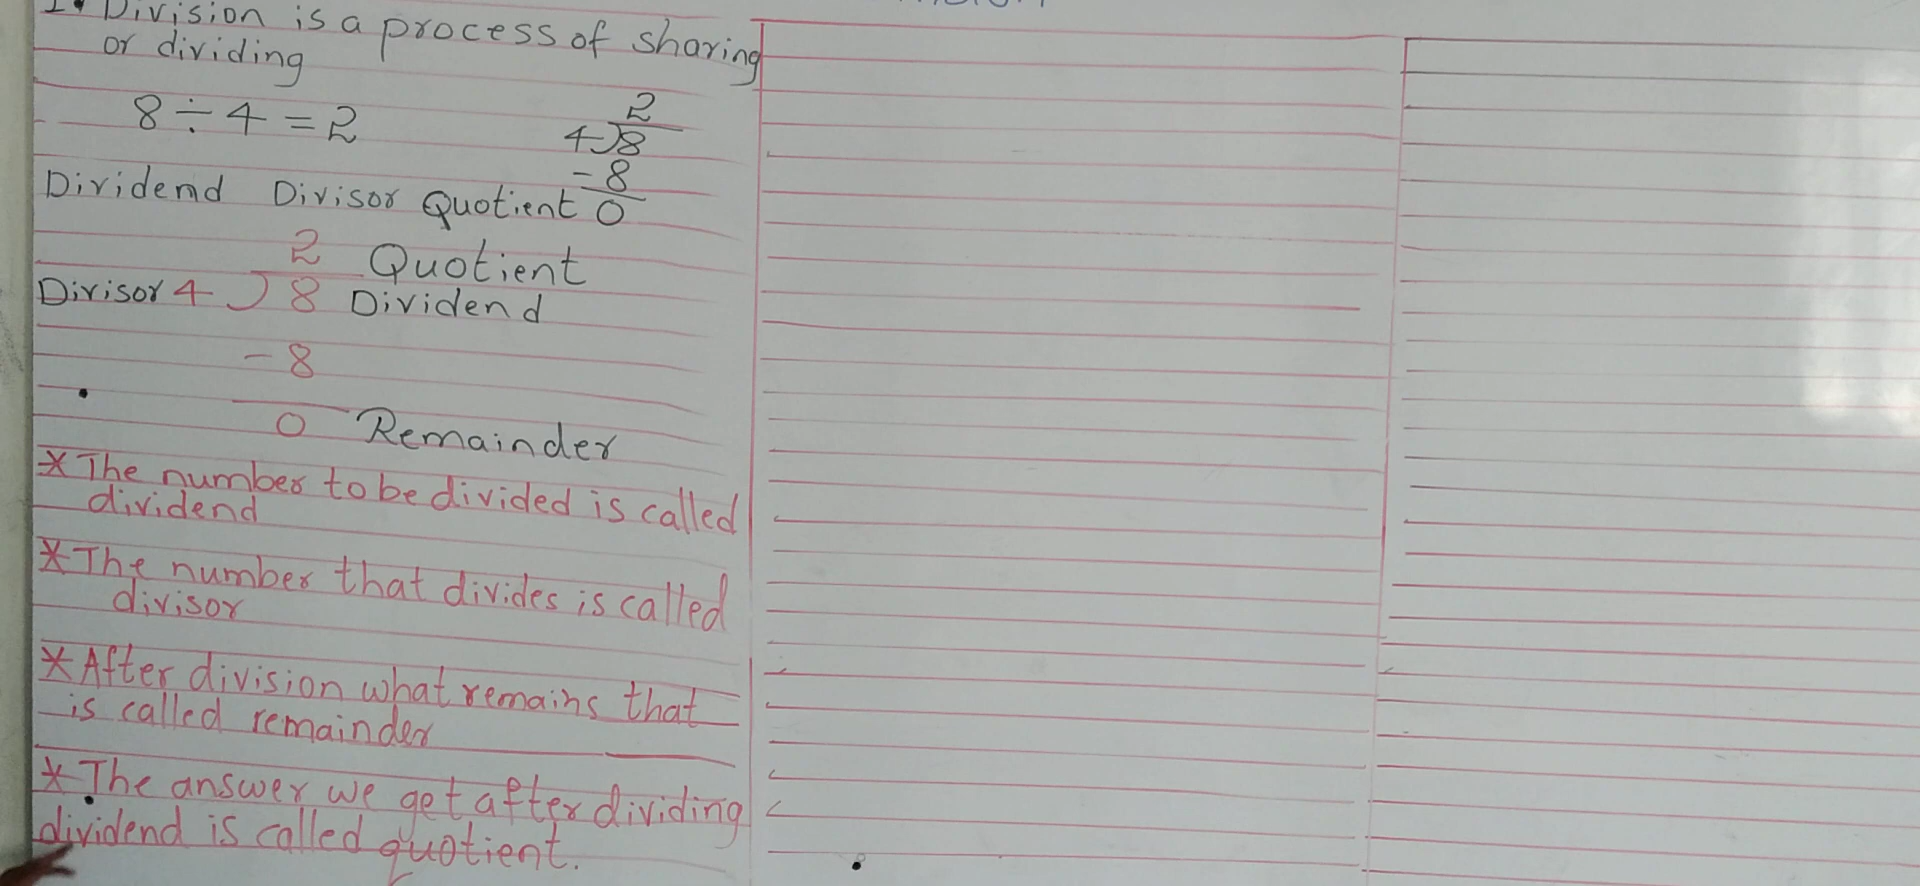 1. Division is a process of sharing
or dividing
8 ÷ 4 = 2
2
4)8
- 8
0
Dividend Divisor Quotient
2 Quotient
Divisor 4 ) 8 Dividend
- 8
0 Remainder
* The number to be divided is called
dividend
* The number that divides is called
divisor
* After division what remains that
is called remainder
* The answer we get after dividing
dividend is called quotient.